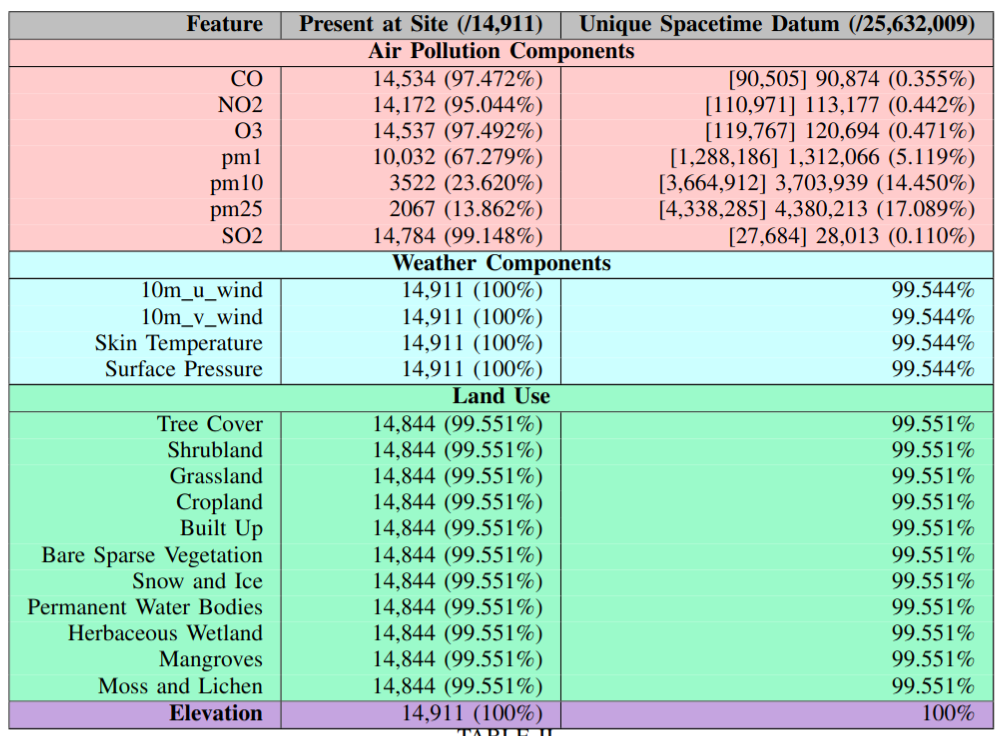 Feature Present at Site (/14,911) Unique Spacetime Datum (/25,632,009)
Air Pollution Components
CO 14,534 (97.472%) [90,505] 90,874 (0.355%)
NO2 14,172 (95.044%) [110,971] 113,177 (0.442%)
O3 14,537 (97.492%) [119,767] 120,694 (0.471%)
pm1 10,032 (67.279%) [1,288,186] 1,312,066 (5.119%)
pm10 3522 (23.620%) [3,664,912] 3,703,939 (14.450%)
pm25 2067 (13.862%) [4,338,285] 4,380,213 (17.089%)
SO2 14,784 (99.148%) [27,684] 28,013 (0.110%)
Weather Components
10m_u_wind 14,911 (100%) 99.544%
10m_v_wind 14,911 (100%) 99.544%
Skin Temperature 14,911 (100%) 99.544%
Surface Pressure 14,911 (100%) 99.544%
Land Use
Tree Cover 14,844 (99.551%) 99.551%
Shrubland 14,844 (99.551%) 99.551%
Grassland 14,844 (99.551%) 99.551%
Cropland 14,844 (99.551%) 99.551%
Built Up 14,844 (99.551%) 99.551%
Bare Sparse Vegetation 14,844 (99.551%) 99.551%
Snow and Ice 14,844 (99.551%) 99.551%
Permanent Water Bodies 14,844 (99.551%) 99.551%
Herbaceous Wetland 14,844 (99.551%) 99.551%
Mangroves 14,844 (99.551%) 99.551%
Moss and Lichen 14,844 (99.551%) 99.551%
Elevation 14,911 (100%) 100%
TABLE II